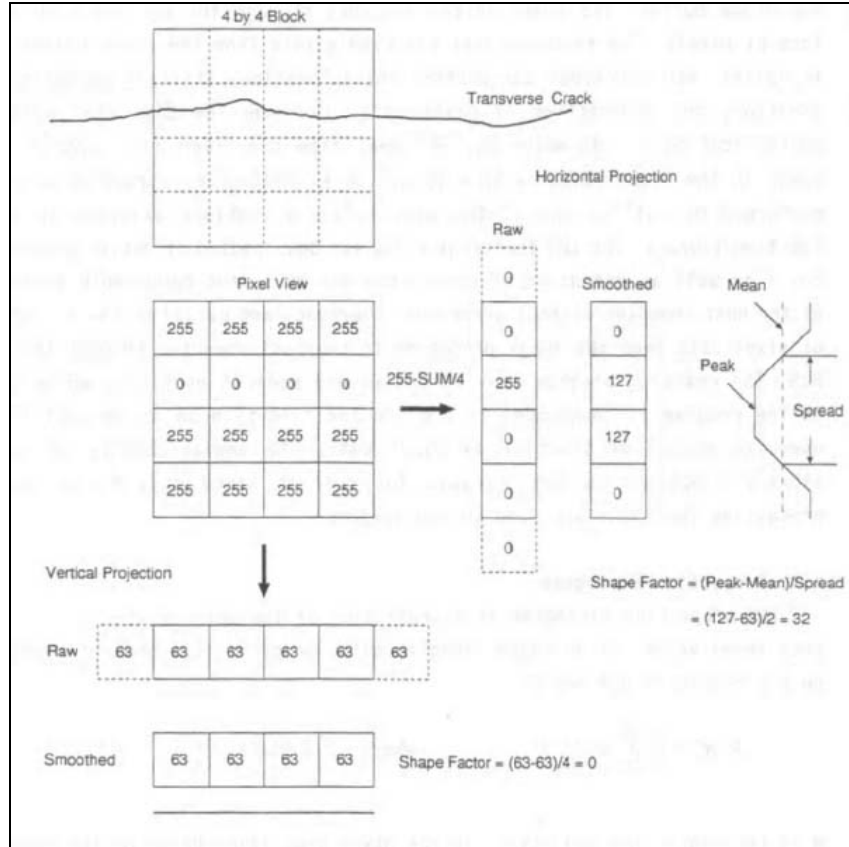 4 by 4 Block
Transverse Crack
Horizontal Projection
Raw
Pixel View
Smoothed
Mean
0
255 255 255 255
0
0
0 0 0 0
255-SUM/4
255
127
Peak
Spread
255 255 255 255
0
127
255 255 255 255
0
0
0
Vertical Projection
Shape Factor = (Peak-Mean)/Spread
= (127-63)/2 = 32
Raw
63 63 63 63 63 63
Smoothed
63 63 63 63
Shape Factor = (63-63)/4 = 0